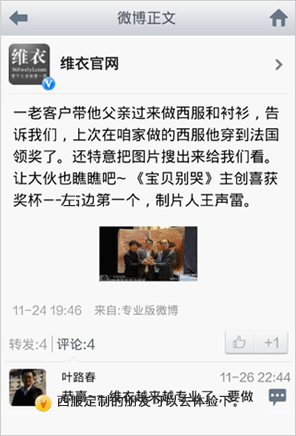 微博正文
维衣
维衣官网
一老客户带他父亲过来做西服和衬衫，告
诉我们，上次在咱家做的西服他穿到法国
领奖了。还特意把图片搜出来给我们看。
让大伙也瞧瞧吧~ 《宝贝别哭》主创喜获
奖杯---左边第一个，制片人王声雷。
11-24 19:46 来自:专业版微博
转发:4 | 评论:4
+1
叶路春
11-26 22:44
恭喜……维衣越来越专业了，要做
西服定制的朋友可以去体验下。